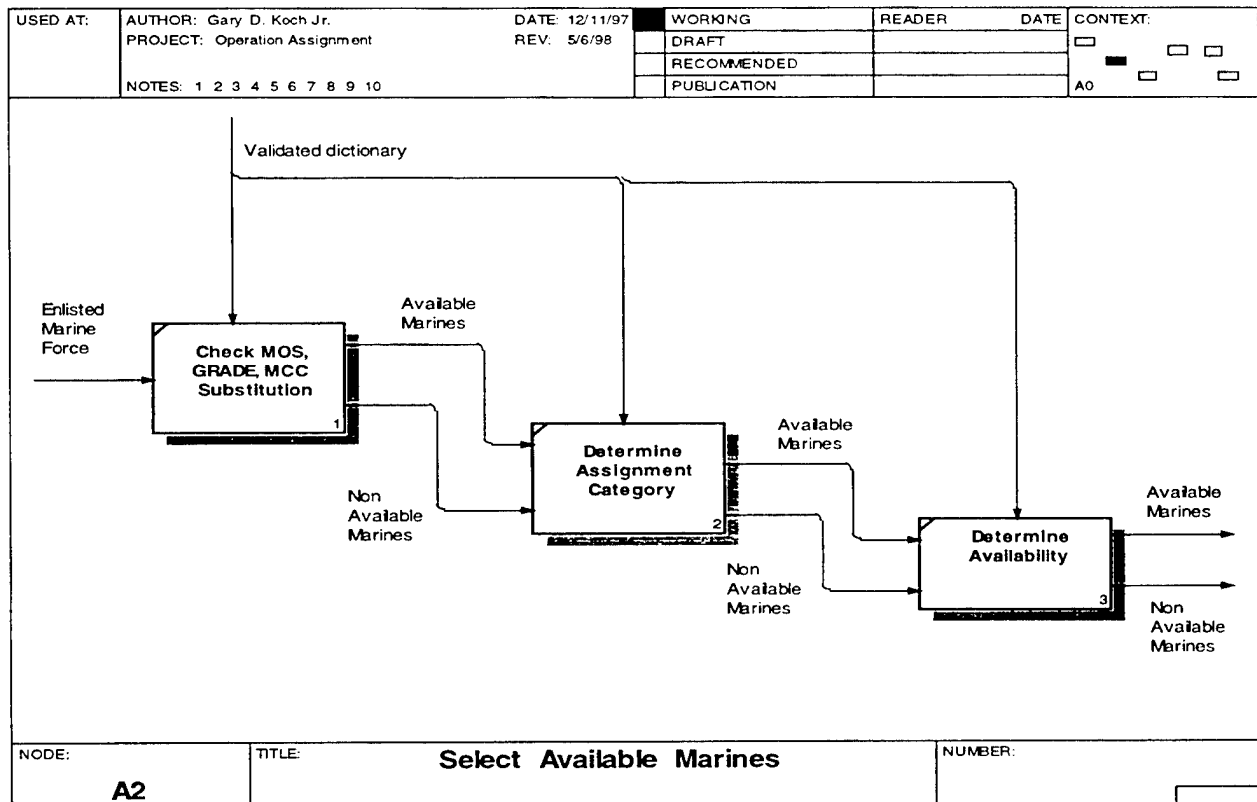 USED AT:
AUTHOR: Gary D. Koch Jr.
DATE: 12/11/97
PROJECT: Operation Assignment
REV: 5/6/98
NOTES: 1 2 3 4 5 6 7 8 9 10
WORKING
DRAFT
RECOMMENDED
PUBLICATION
READER DATE
CONTEXT:
A0
Validated dictionary
Enlisted
Marine
Force
Check MOS,
GRADE, MCC
Substitution
1
Available
Marines
Non
Available
Marines
Determine
Assignment
Category
2
Available
Marines
Non
Available
Marines
Determine
Availability
3
Available
Marines
Non
Available
Marines
NODE:
A2
TITLE:
Select Available Marines
NUMBER: